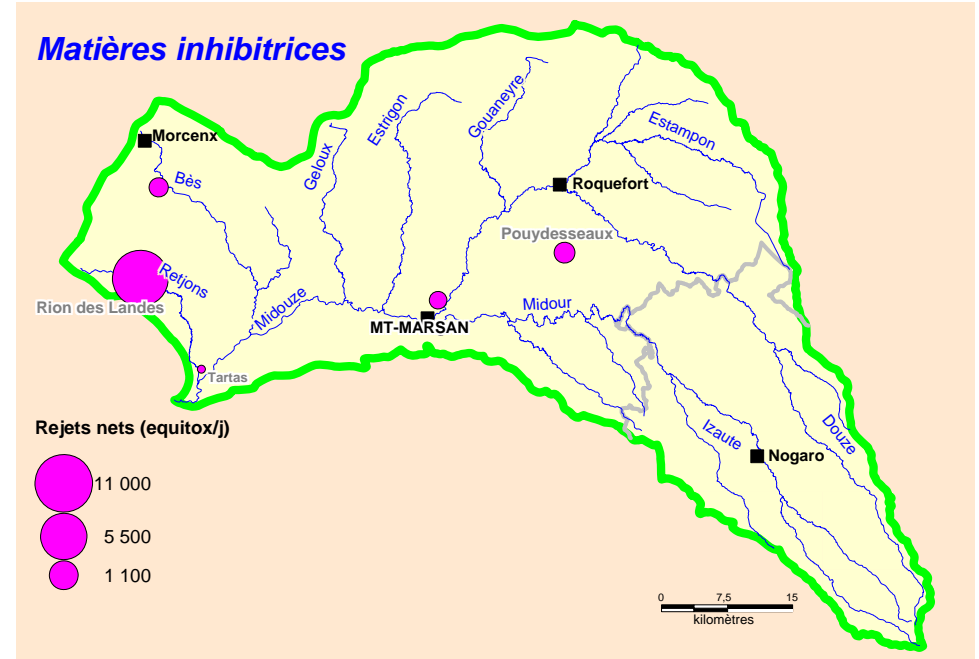 Matières inhibitrices
Morcenx
Bès
Geloux
Estrigon
Gouaneyre
Estampon
Roquefort
Pouydesseaux
Retjons
Rion des Landes
Midouze
Midour
MT-MARSAN
Tartas
Rejets nets (equitox/j)
11 000
5 500
1 100
Izaute
Douze
Nogaro
0 7,5 15
kilomètres